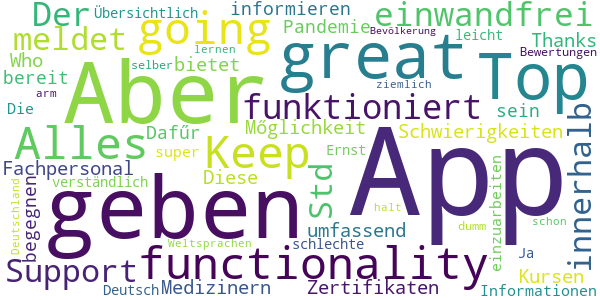 Der Übersichtlich informieren einwandfrei
meldet going Pandemie Bevölkerung leicht Thanks
Who bietet selber lernen great Top Bewertungen
bereit Aber ziemlich
Die arm funktioniert sein
Alles Dafür Möglichkeit Schwierigkeiten
super Keep Ernst App innerhalb
Fachpersonal Diese Std
verständlich geben einzuarbeiten
begegnen halt
Deutschland umfassend dumm schon
Weltsprachen schlechte Ja
Support functionality Kursen
Deutsch Medizinern Zertifikaten Informationen